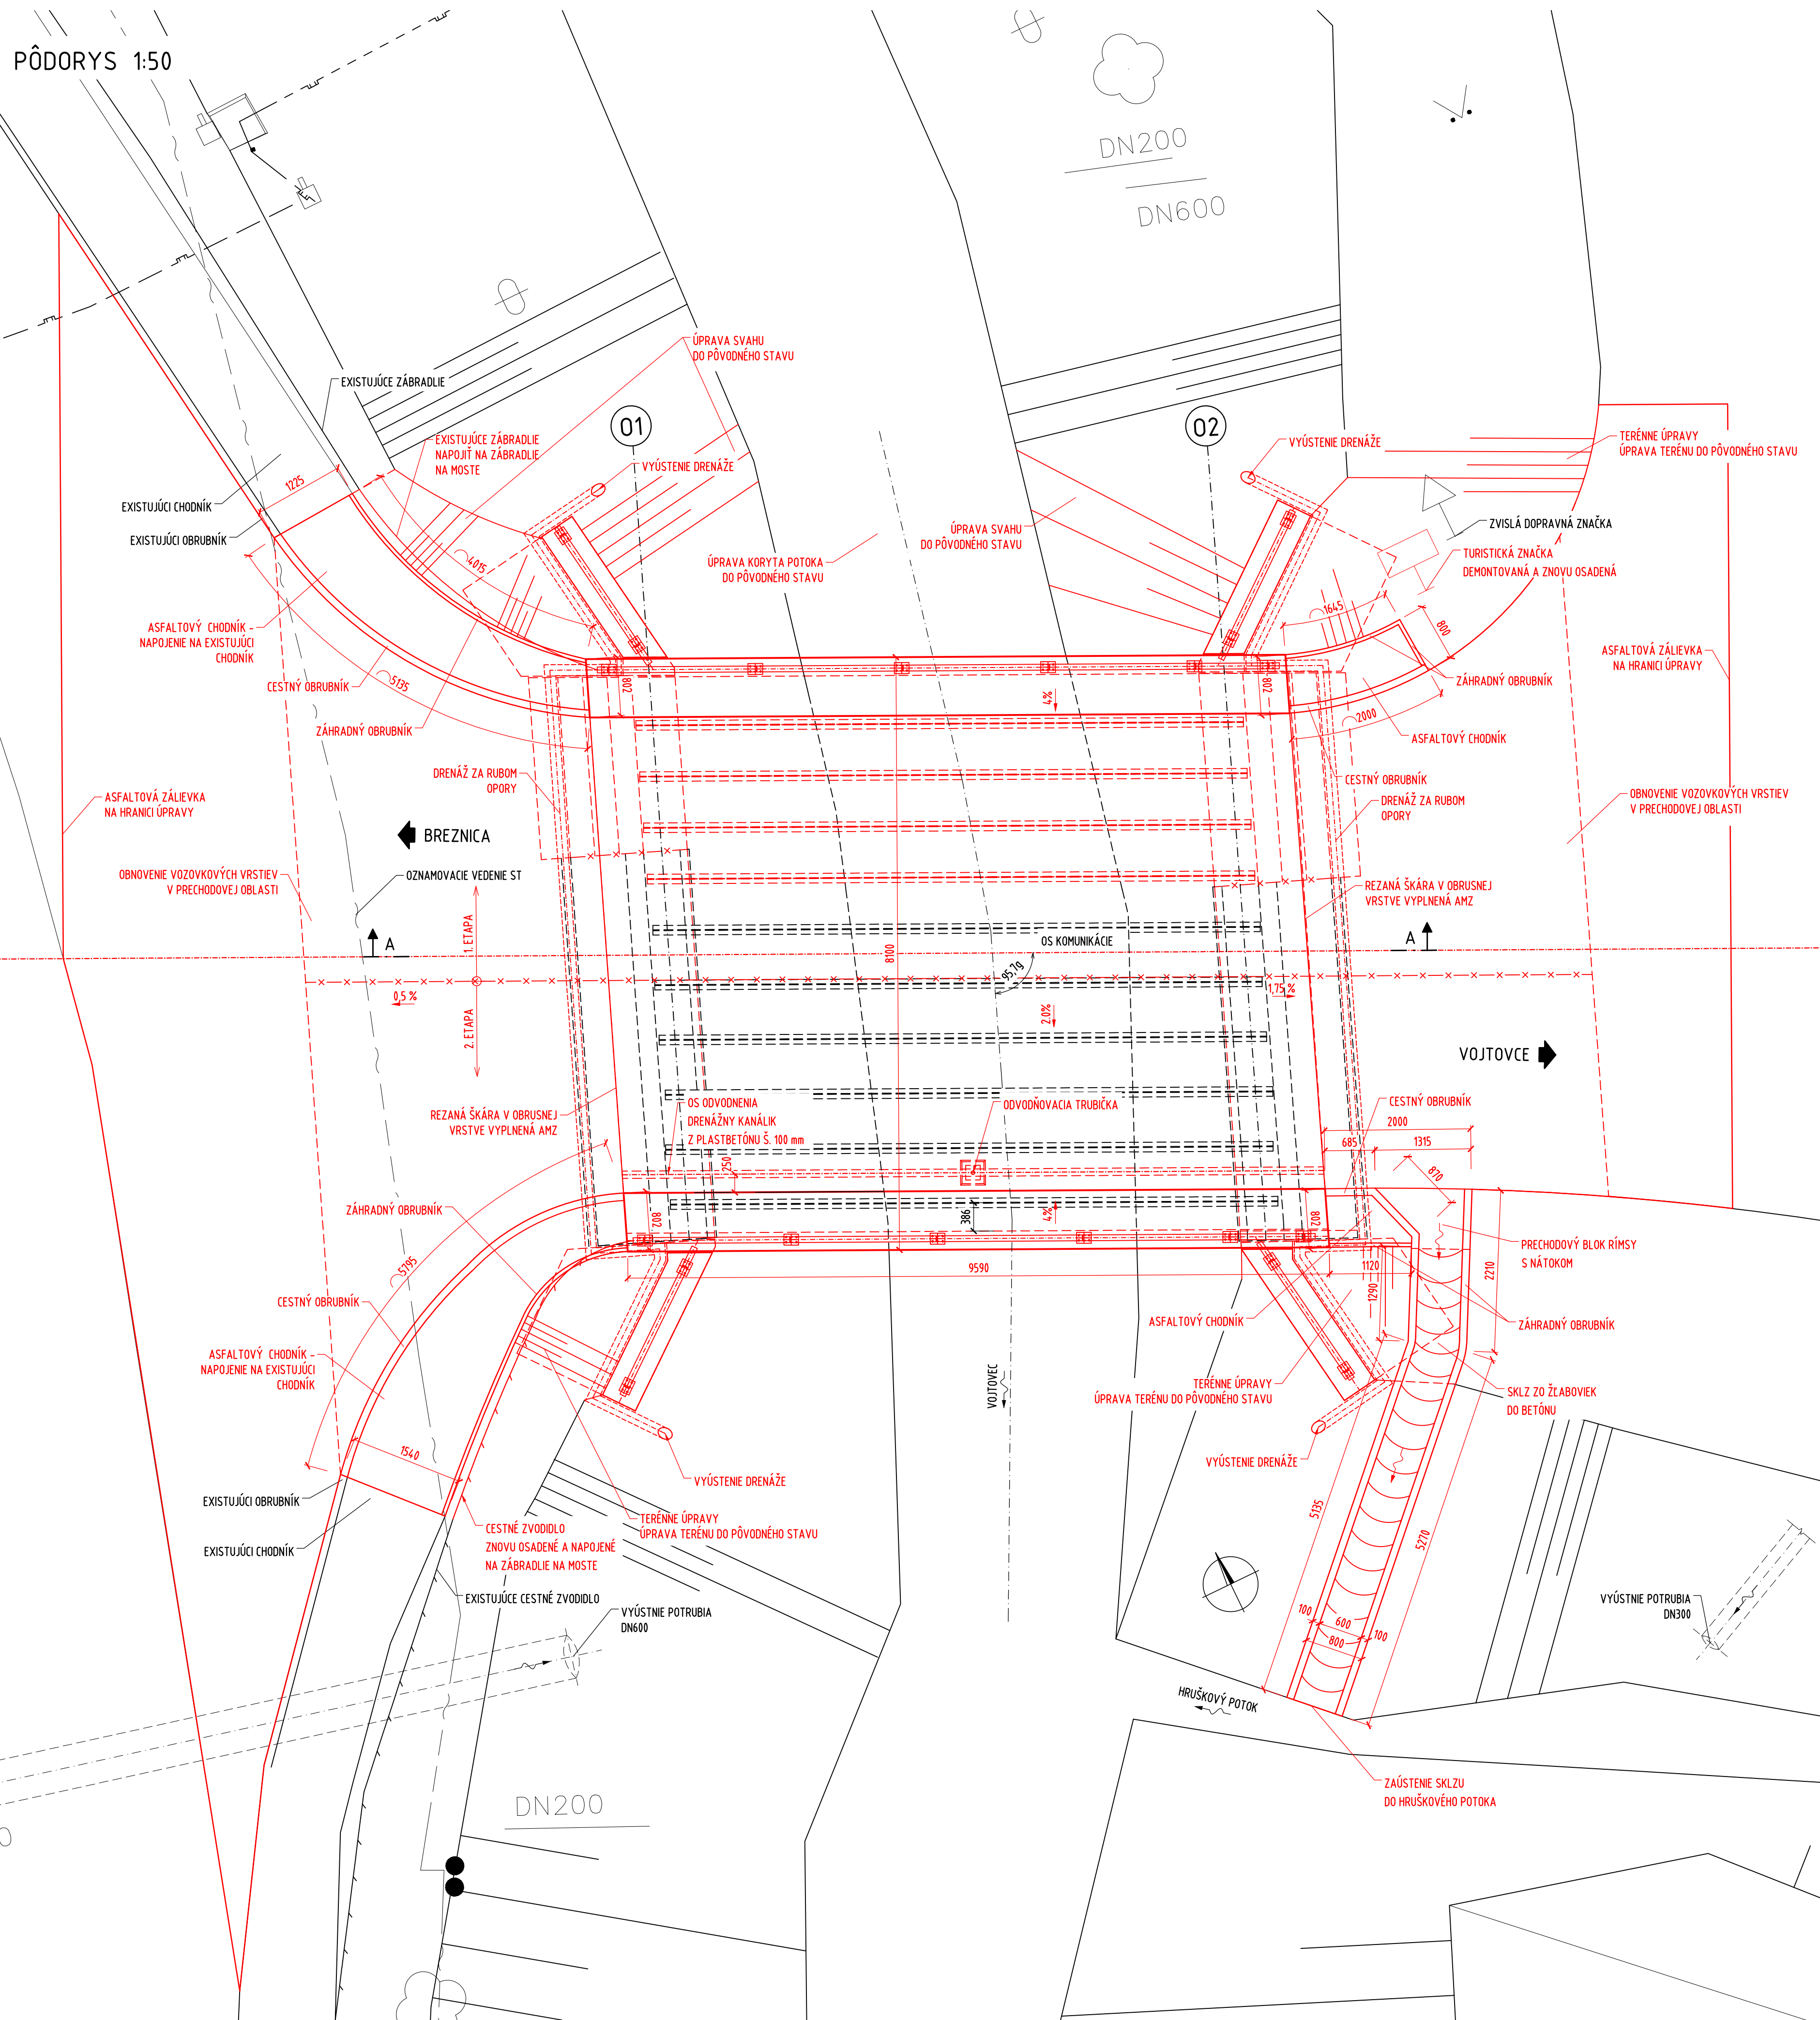 PÔDORYS 1:50
DN200
DN600
ÚPRAVA SVAHU
DO PÔVODNÉHO STAVU
EXISTUJÚCE ZÁBRADLIE
01
02
EXISTUJÚCE ZÁBRADLIE
NAPOJIŤ NA ZÁBRADLIE
NA MOSTE
VYÚSTENIE DRENÁŽE
VYÚSTENIE DRENÁŽE
TERÉNNE ÚPRAVY
ÚPRAVA TERÉNU DO PÔVODNÉHO STAVU
1225
EXISTUJÚCI CHODNÍK
EXISTUJÚCI OBRUBNÍK
ÚPRAVA SVAHU
DO PÔVODNÉHO STAVU
ZVISLÁ DOPRAVNÁ ZNAČKA
4015
ÚPRAVA KORYTA POTOKA
DO PÔVODNÉHO STAVU
TURISTICKÁ ZNAČKA
DEMONTOVANÁ A ZNOVU OSADENÁ
1645
800
ASFALTOVÝ CHODNÍK -
NAPOJENIE NA EXISTUJÚCI
CHODNÍK
ASFALTOVÁ ZÁLIEVKA
NA HRANICI ÚPRAVY
CESTNÝ OBRUBNÍK
5135
802
802
4%
ZÁHRADNÝ OBRUBNÍK
2000
ZÁHRADNÝ OBRUBNÍK
ASFALTOVÝ CHODNÍK
DRENÁŽ ZA RUBOM
OPORY
CESTNÝ OBRUBNÍK
ASFALTOVÁ ZÁLIEVKA
NA HRANICI ÚPRAVY
DRENÁŽ ZA RUBOM
OPORY
OBNOVENIE VOZOVKOVÝCH VRSTIEV
V PRECHODOVEJ OBLASTI
BREZNICA
OBNOVENIE VOZOVKOVÝCH VRSTIEV
V PRECHODOVEJ OBLASTI
OZNAMOVACIE VEDENIE ST
REZANÁ ŠKÁRA V OBRUSNEJ
VRSTVE VYPLNENÁ AMZ
A
1. ETAPA
8100
OS KOMUNIKÁCIE
A
95,7g
0,5 %
1,75 %
2. ETAPA
2.0%
VOJTOVCE
REZANÁ ŠKÁRA V OBRUSNEJ
VRSTVE VYPLNENÁ AMZ
OS ODVODNENIA
DRENÁŽNY KANÁLIK
Z PLASTBETÓNU Š. 100 mm
ODVODŇOVACIA TRUBIČKA
CESTNÝ OBRUBNÍK
2000
685
1315
250
870
ZÁHRADNÝ OBRUBNÍK
802
386
4%
802
PRECHODOVÝ BLOK RÍMSY
S NÁTOKOM
5795
9590
1120
2210
1290
CESTNÝ OBRUBNÍK
ASFALTOVÝ CHODNÍK
ZÁHRADNÝ OBRUBNÍK
ASFALTOVÝ CHODNÍK -
NAPOJENIE NA EXISTUJÚCI
CHODNÍK
VOJTOVEC
TERÉNNE ÚPRAVY
ÚPRAVA TERÉNU DO PÔVODNÉHO STAVU
SKLZ ZO ŽĽABOVIEK
DO BETÓNU
1540
VYÚSTENIE DRENÁŽE
VYÚSTENIE DRENÁŽE
EXISTUJÚCI OBRUBNÍK
5135
5270
TERÉNNE ÚPRAVY
ÚPRAVA TERÉNU DO PÔVODNÉHO STAVU
CESTNÉ ZVODIDLO
ZNOVU OSADENÉ A NAPOJENÉ
NA ZÁBRADLIE NA MOSTE
EXISTUJÚCI CHODNÍK
EXISTUJÚCE CESTNÉ ZVODIDLO
VYÚSTNIE POTRUBIA
DN600
VYÚSTNIE POTRUBIA
DN300
100
600
100
800
HRUŠKOVÝ POTOK
ZAÚSTENIE SKLZU
DO HRUŠKOVÉHO POTOKA
DN200